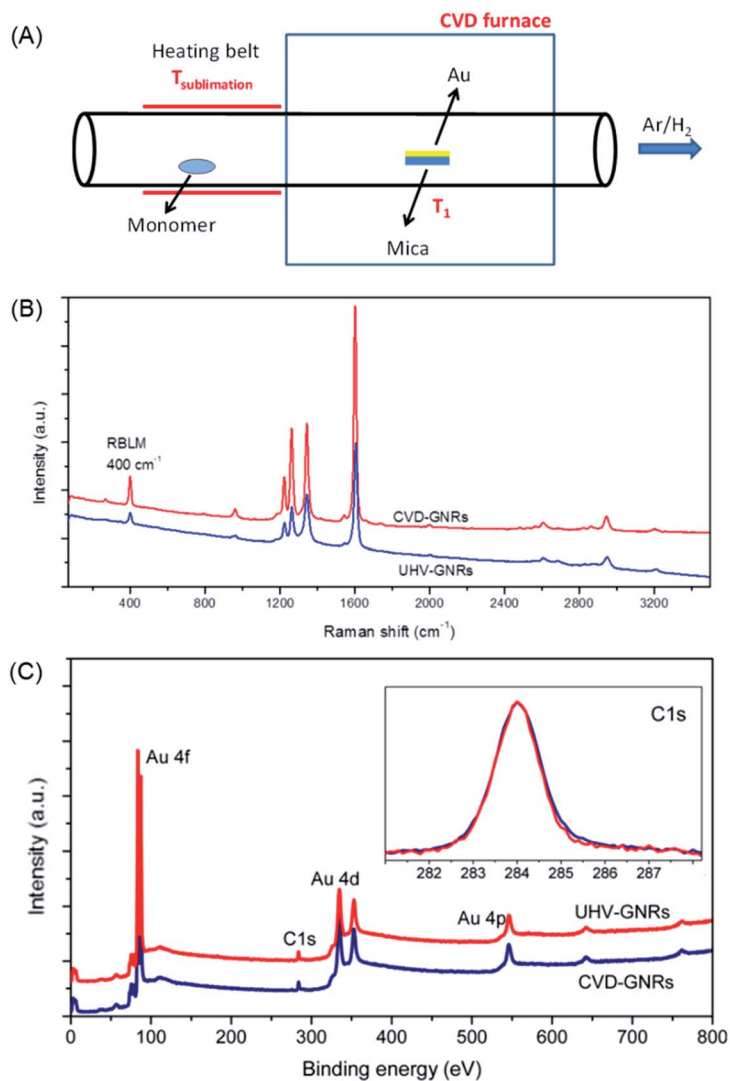 (A)
CVD furnace
Heating belt
T_sublimation
Au
Ar/H₂
Monomer
T₁
Mica
(B)
Intensity (a.u.)
RBLM
400 cm⁻¹
CVD-GNRs
UHV-GNRs
400 800 1200 1600 2000 2400 2800 3200
Raman shift (cm⁻¹)
(C)
Intensity (a.u.)
Au 4f
C1s
Au 4d
Au 4p
UHV-GNRs
CVD-GNRs
C1s
282 283 284 285 286 287
0 100 200 300 400 500 600 700 800
Binding energy (eV)